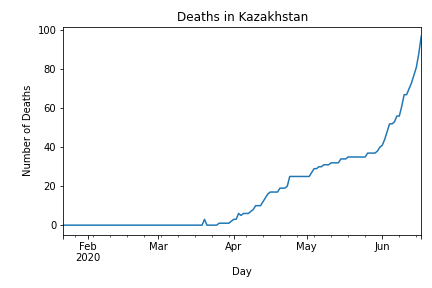 Deaths in Kazakhstan
100
80
60
40
20
0
Number of Deaths
Feb
2020
Mar
Apr
May
Jun
Day